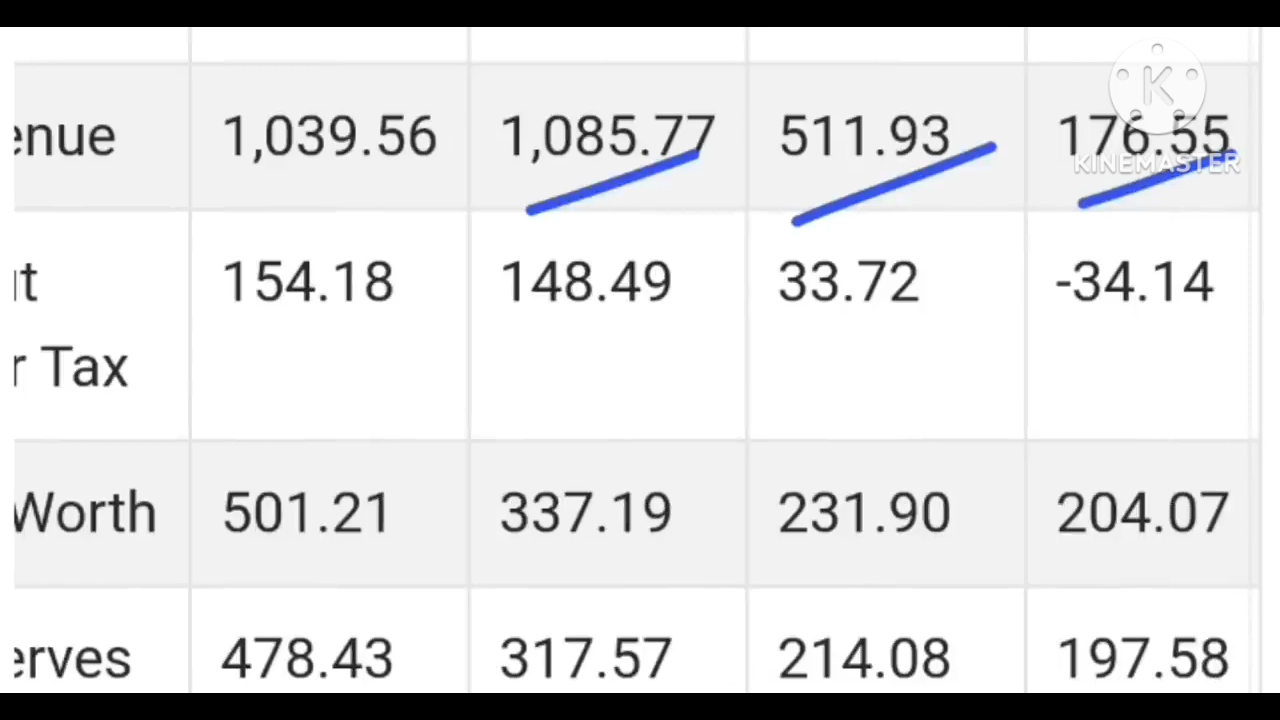 enue 1,039.56 1,085.77 511.93 176.55
KINEMASTER
154.18 148.49 33.72 -34.14
r Tax
Worth 501.21 337.19 231.90 204.07
erves 478.43 317.57 214.08 197.58